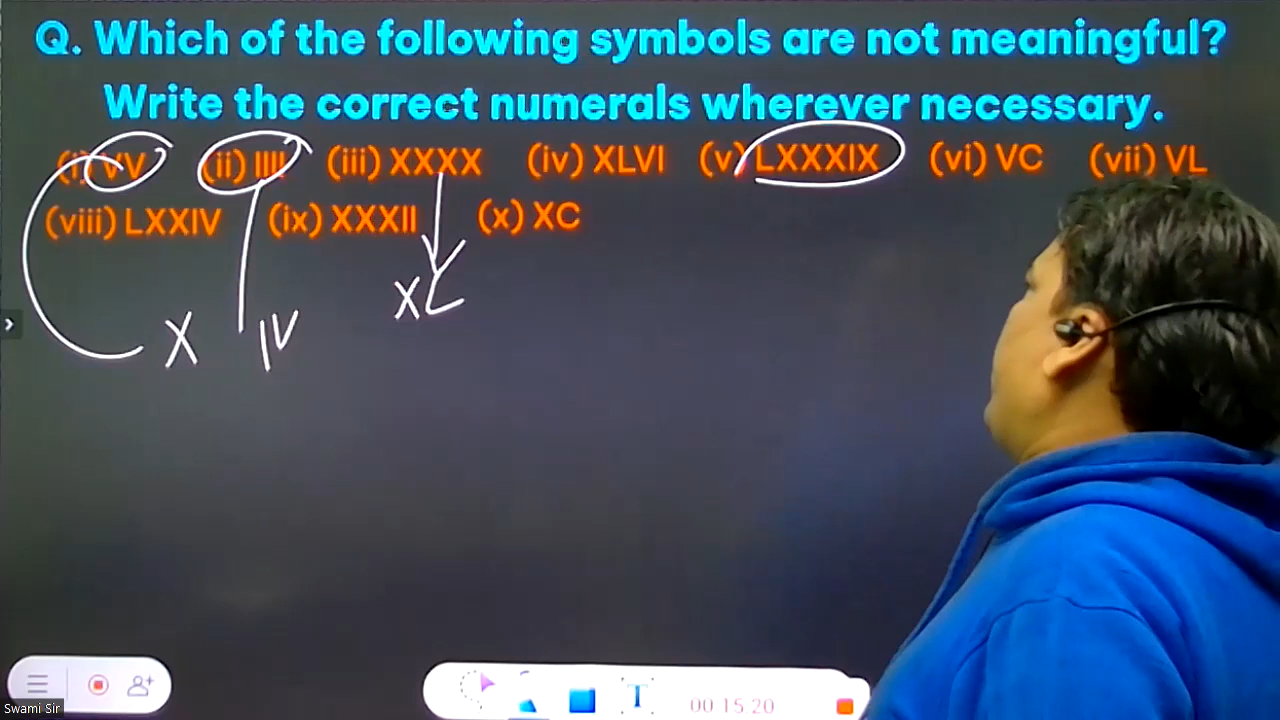 Q. Which of the following symbols are not meaningful?
Write the correct numerals wherever necessary.
(i) VV (ii) IIII (iii) XXXX (iv) XLVI (v) LXXXIX (vi) VC (vii) VL
(viii) LXXIV (ix) XXXII (x) XC
X IV XL
T 00:15:20
Swami Sir